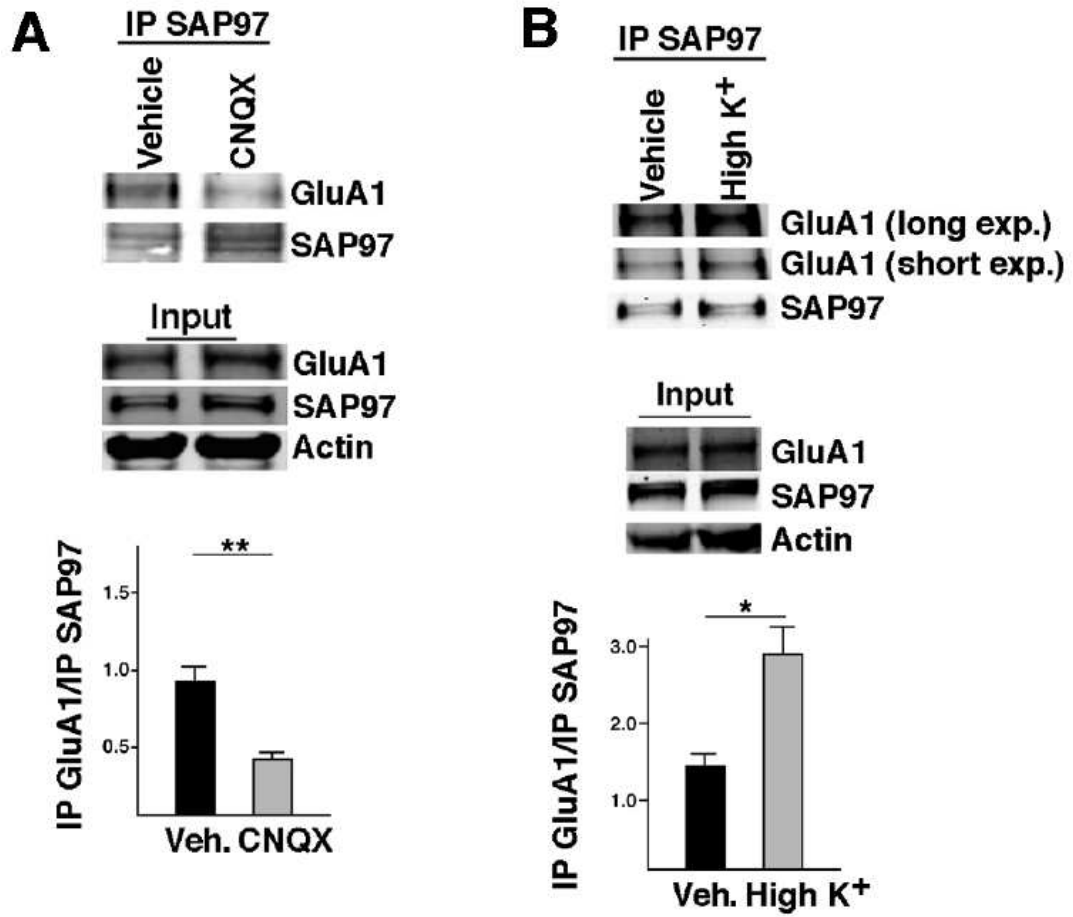 A
IP SAP97
Vehicle
CNQX
GluA1
SAP97
Input
GluA1
SAP97
Actin
IP GluA1/IP SAP97
**
1.5
1.0
0.5
Veh. CNQX
B
IP SAP97
Vehicle
High K⁺
GluA1 (long exp.)
GluA1 (short exp.)
SAP97
Input
GluA1
SAP97
Actin
IP GluA1/IP SAP97
*
3.0
2.0
1.0
Veh. High K⁺